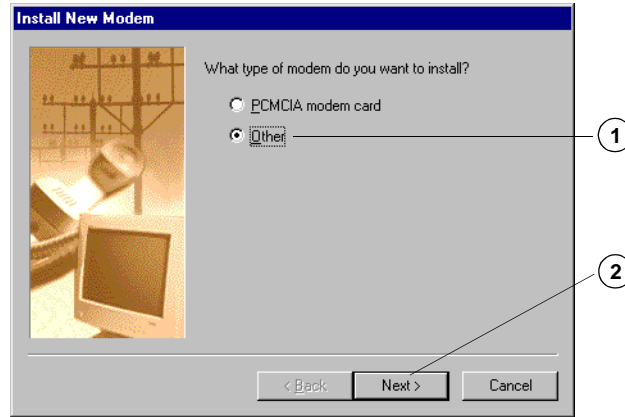 Install New Modem
What type of modem do you want to install?
PCMCIA modem card
Other
1
2
< Back
Next >
Cancel